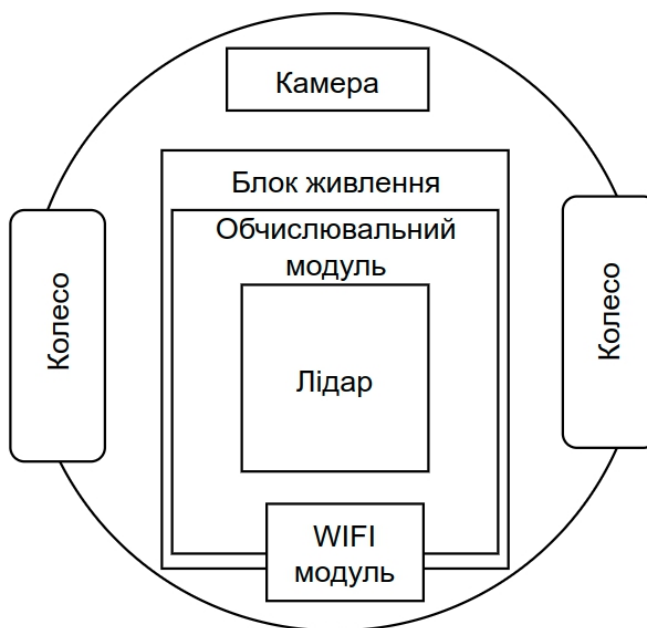 Камера
Блок живлення
Обчислювальний
модуль
Колесо
Колесо
Лідар
WIFI
модуль